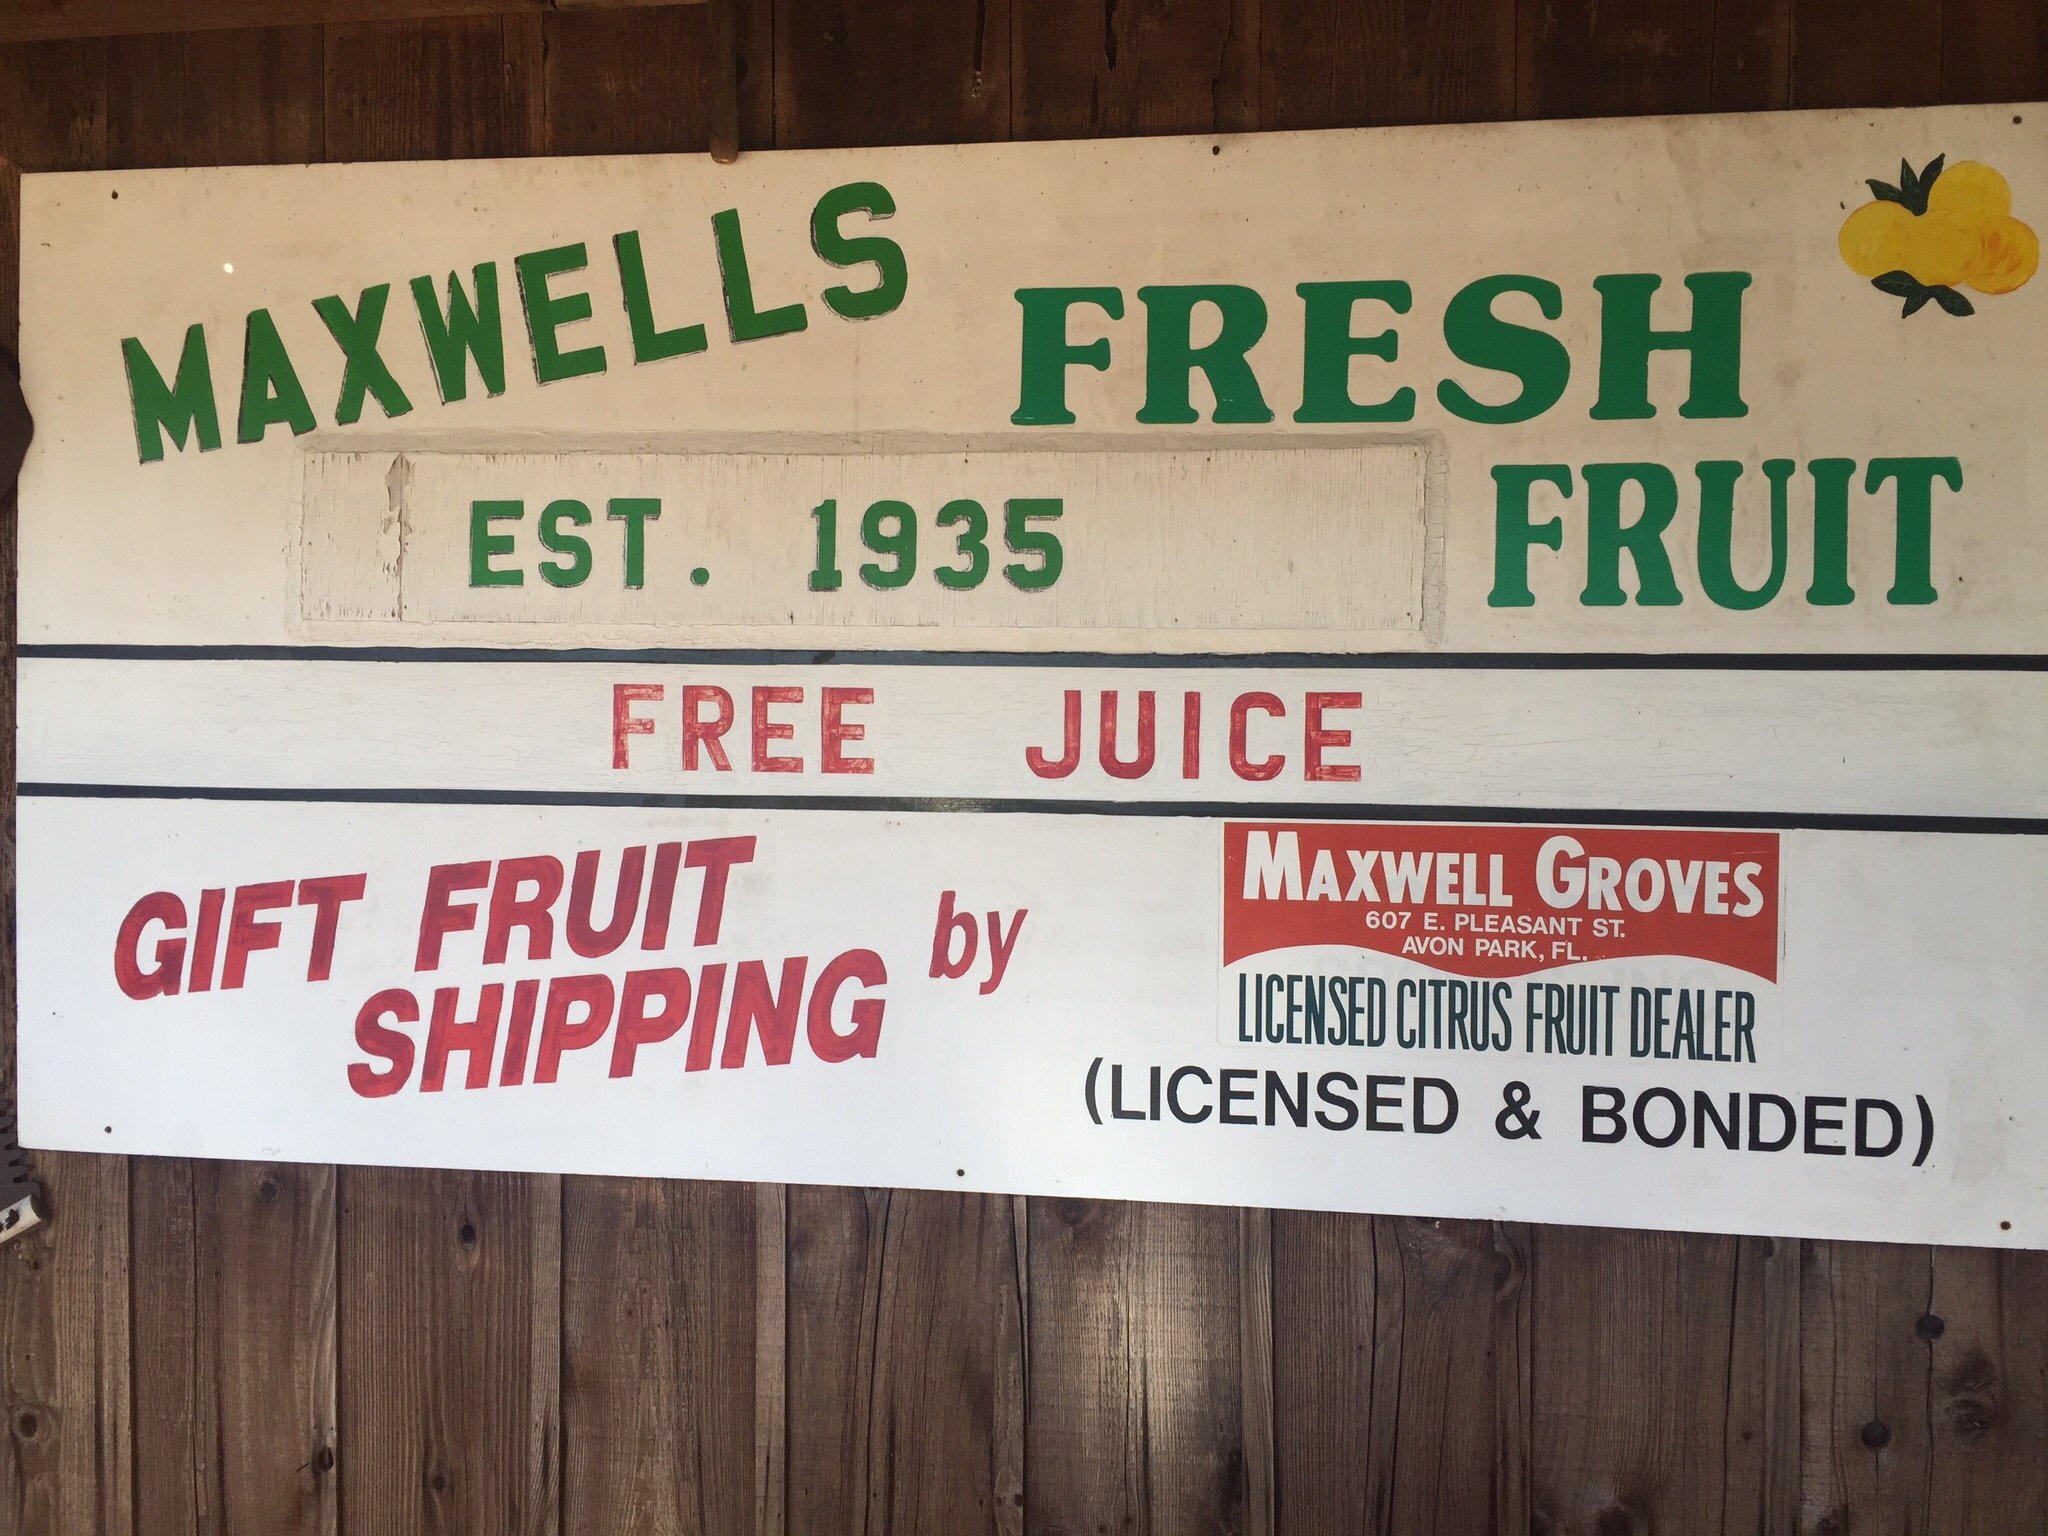 MAXWELLS
FRESH
FRUIT
EST. 1935
FREE JUICE
GIFT FRUIT
SHIPPING by
MAXWELL GROVES
607 E. PLEASANT ST.
AVON PARK, FL.
LICENSED CITRUS FRUIT DEALER
(LICENSED & BONDED)